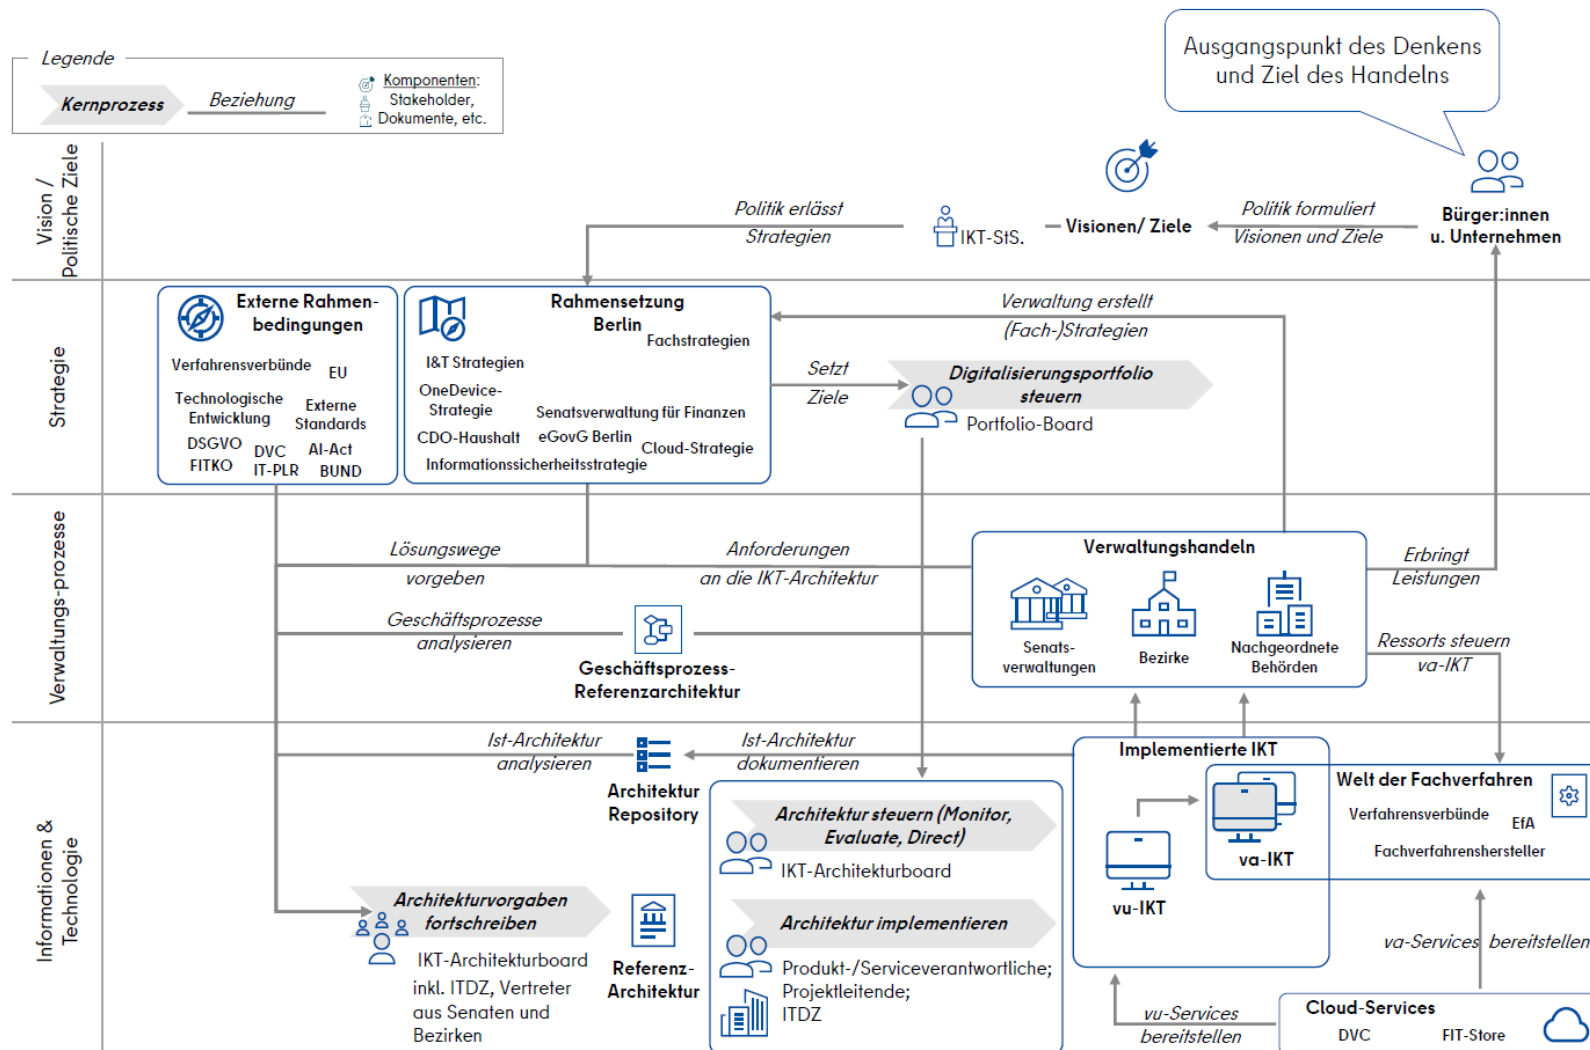 Legende
Kernprozess
Beziehung
Komponenten:
Stakeholder,
Dokumente, etc.
Ausgangspunkt des Denkens
und Ziel des Handelns
Vision /
Politische Ziele
Politik erlässt
Strategien
IKT-StS.
Visionen/ Ziele
Politik formuliert
Visionen und Ziele
Bürger:innen
u. Unternehmen
Strategie
Externe Rahmen-
bedingungen
Verfahrensverbünde
EU
Technologische
Entwicklung
Externe
Standards
DSGVO
DVC
AI-Act
FITKO
IT-PLR
BUND
Rahmensetzung
Berlin
Fachstrategien
I&T Strategien
OneDevice-
Strategie
Senatsverwaltung für Finanzen
CDO-Haushalt
eGovG Berlin
Cloud-Strategie
Informationssicherheitsstrategie
Verwaltung erstellt
(Fach-)Strategien
Setzt
Ziele
Digitalisierungsportfolio
steuern
Portfolio-Board
Verwaltungs-prozesse
Lösungswege
vorgeben
Anforderungen
an die IKT-Architektur
Geschäftsprozesse
analysieren
Geschäftsprozess-
Referenzarchitektur
Verwaltungshandeln
Senats-
verwaltungen
Bezirke
Nachgeordnete
Behörden
Erbringt
Leistungen
Ressorts steuern
va-IKT
Informationen &
Technologie
Ist-Architektur
analysieren
Architektur
Repository
Ist-Architektur
dokumentieren
Architekturvorgaben
fortschreiben
IKT-Architekturboard
inkl. ITDZ, Vertreter
aus Senaten und
Bezirken
Referenz-
Architektur
Architektur steuern (Monitor,
Evaluate, Direct)
IKT-Architekturboard
Architektur implementieren
Produkt-/Serviceverantwortliche;
Projektleitende;
ITDZ
Implementierte IKT
vu-IKT
va-IKT
Welt der Fachverfahren
Verfahrensverbünde
EfA
Fachverfahrenshersteller
va-Services bereitstellen
vu-Services
bereitstellen
Cloud-Services
DVC
FIT-Store